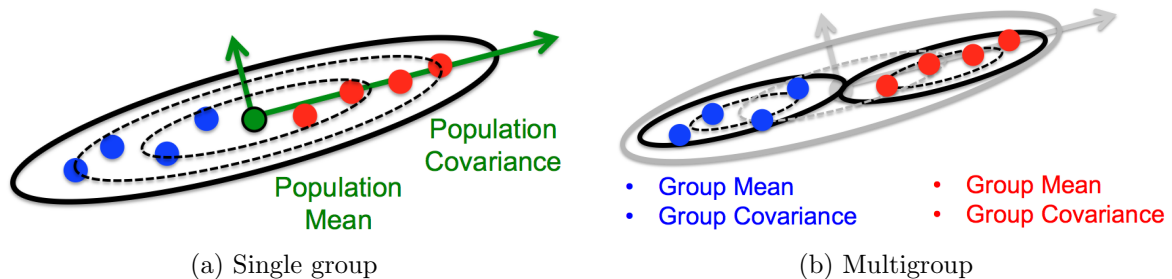 Population
Covariance
Population
Mean
(a) Single group
• Group Mean
• Group Covariance
• Group Mean
• Group Covariance
(b) Multigroup